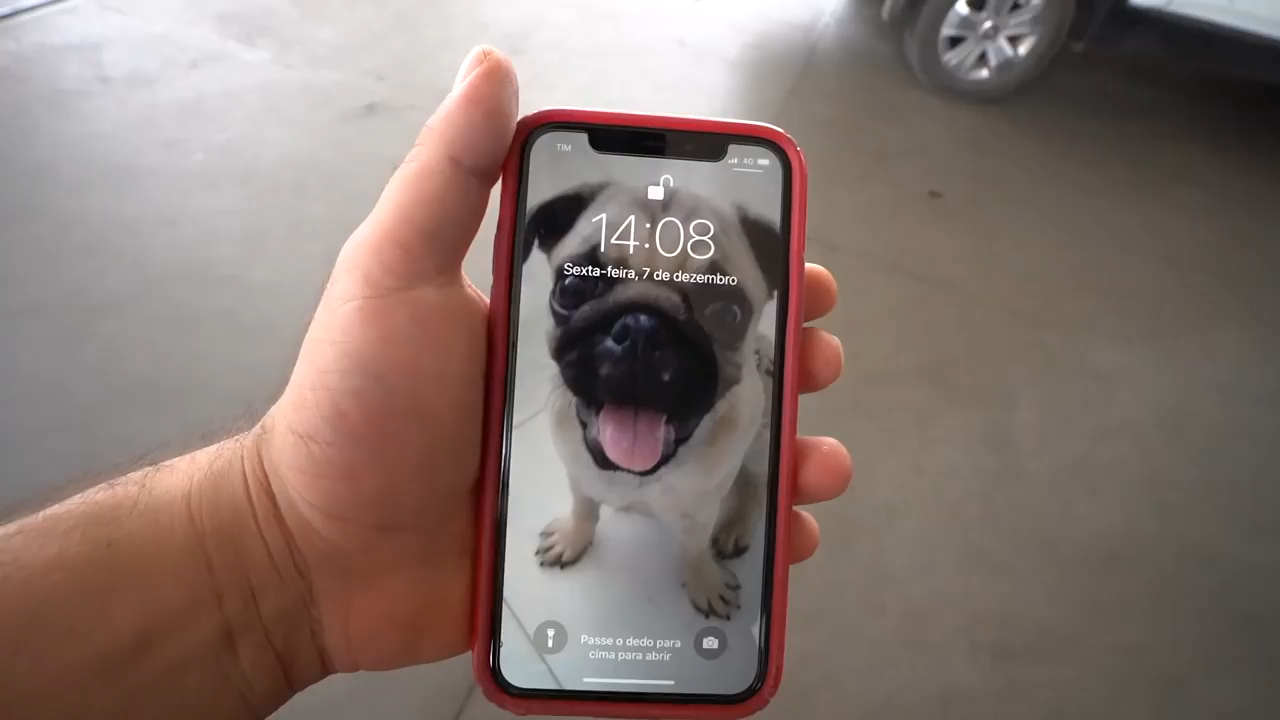 TIM
4G
14:08
Sexta-feira, 7 de dezembro
Passe o dedo para
cima para abrir